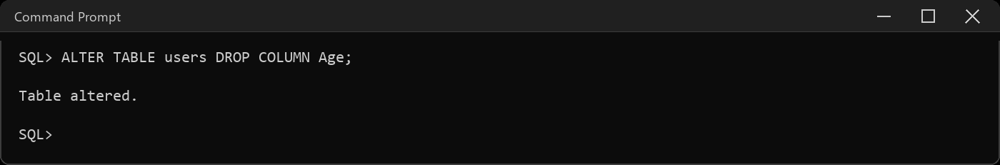 Command Prompt
SQL> ALTER TABLE users DROP COLUMN Age;
Table altered.
SQL>